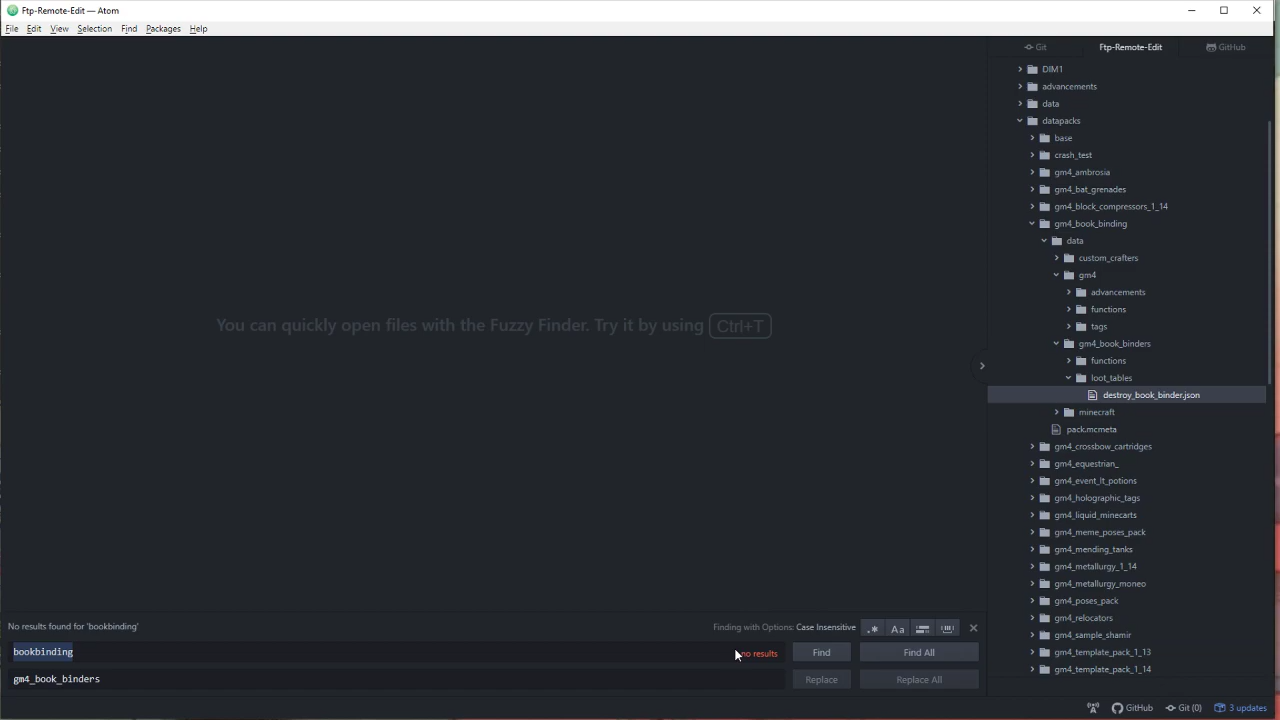 Ftp-Remote-Edit — Atom
File Edit View Selection Find Packages Help
Git Ftp-Remote-Edit GitHub
DIM1
advancements
data
datapacks
base
crash_test
gm4_ambrosia
gm4_bat_grenades
gm4_block_compressors_1_14
gm4_book_binding
data
custom_crafters
gm4
advancements
functions
tags
gm4_book_binders
functions
loot_tables
destroy_book_binder.json
minecraft
pack.mcmeta
gm4_crossbow_cartridges
gm4_equestrian_
gm4_event_lt_potions
gm4_holographic_tags
gm4_liquid_minecarts
gm4_meme_poses_pack
gm4_mending_tanks
gm4_metallurgy_1_14
gm4_metallurgy_moneo
gm4_poses_pack
gm4_relocators
gm4_sample_shamir
gm4_template_pack_1_13
gm4_template_pack_1_14
You can quickly open files with the Fuzzy Finder. Try it by using Ctrl+T
No results found for 'bookbinding' Finding with Options: Case Insensitive .* Aa
bookbinding no results Find Find All
gm4_book_binders Replace Replace All
GitHub Git (0) 3 updates